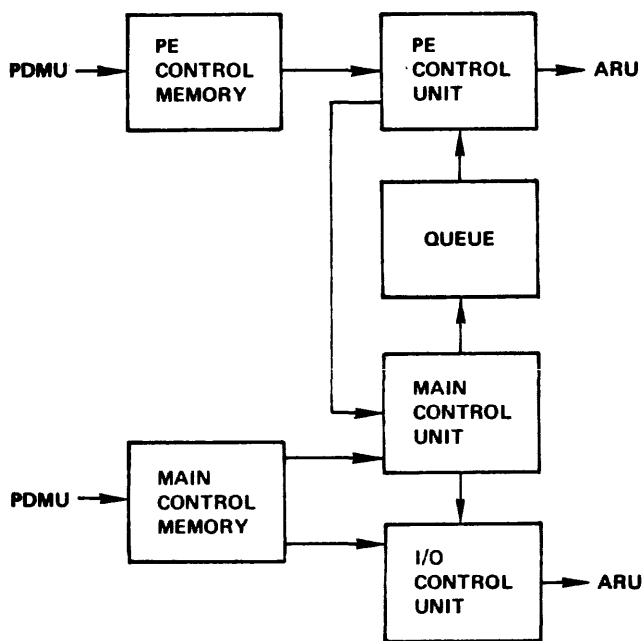 PDMU
PE
CONTROL
MEMORY
PE
CONTROL
UNIT
ARU
QUEUE
MAIN
CONTROL
UNIT
PDMU
MAIN
CONTROL
MEMORY
I/O
CONTROL
UNIT
ARU